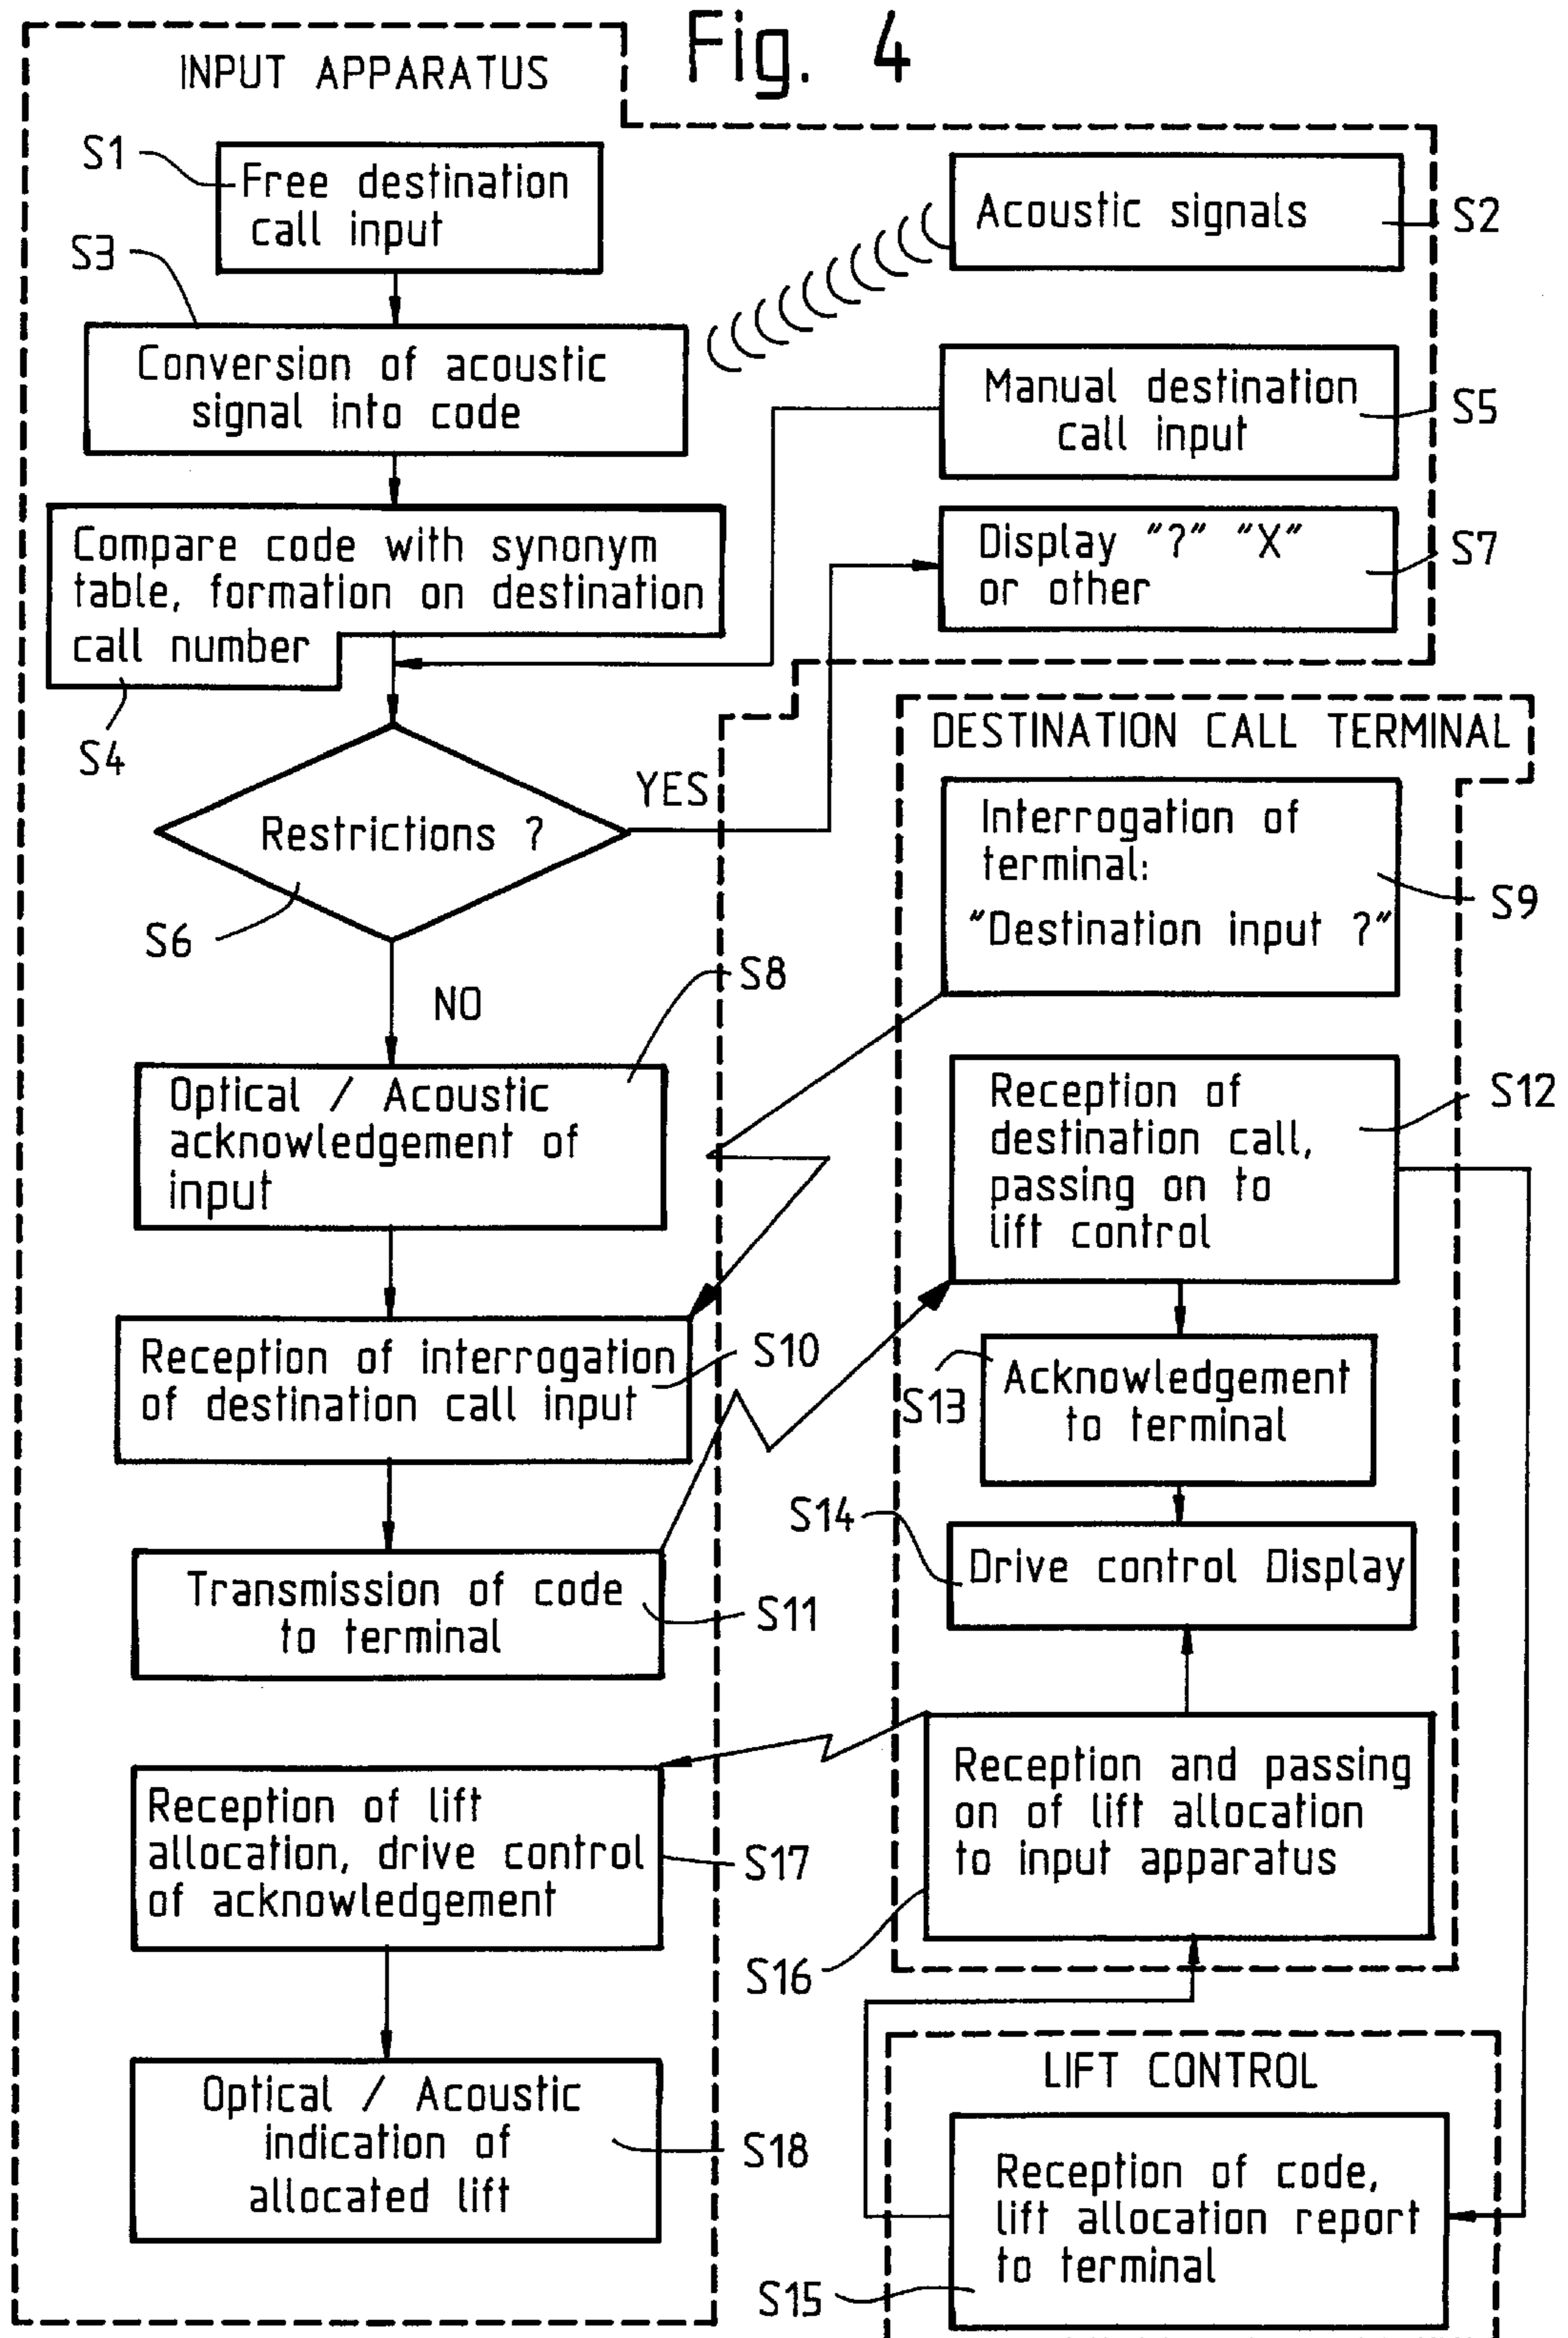 Fig. 4
INPUT APPARATUS
S1
Free destination
call input
S2
Acoustic signals
S3
Conversion of acoustic
signal into code
S5
Manual destination
call input
S4
Compare code with synonym
table, formation on destination
call number
S7
Display "?" "X"
or other
S6
Restrictions ?
YES
NO
S8
Optical / Acoustic
acknowledgement of
input
S10
Reception of interrogation
of destination call input
S11
Transmission of code
to terminal
S17
Reception of lift
allocation, drive control
of acknowledgement
S18
Optical / Acoustic
indication of
allocated lift
DESTINATION CALL TERMINAL
S9
Interrogation of
terminal:
"Destination input ?"
S12
Reception of
destination call,
passing on to
lift control
S13
Acknowledgement
to terminal
S14
Drive control Display
S16
Reception and passing
on of lift allocation
to input apparatus
LIFT CONTROL
S15
Reception of code,
lift allocation report
to terminal